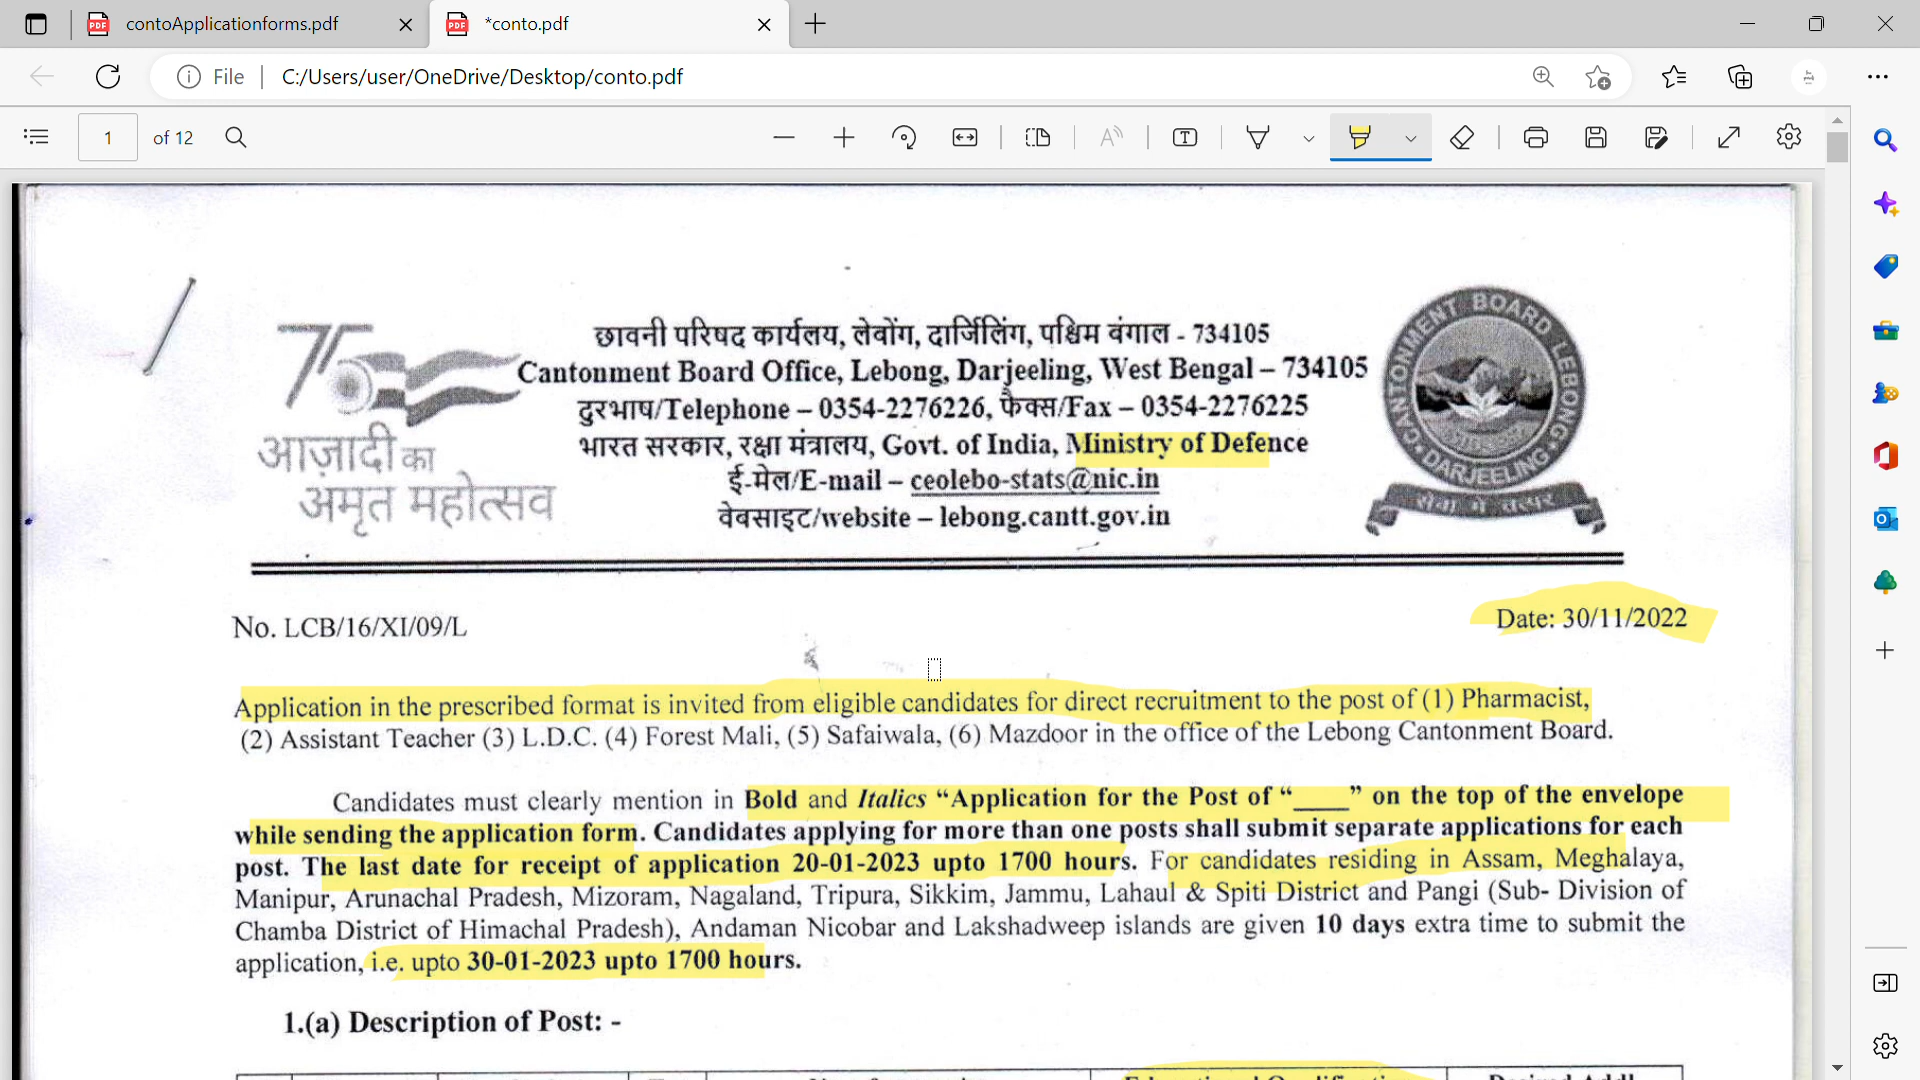 contoApplicationforms.pdf
*conto.pdf
File
C:/Users/user/OneDrive/Desktop/conto.pdf
1 of 12
छावनी परिषद कार्यालय, लेबोंग, दार्जिलिंग, पश्चिम बंगाल - 734105
Cantonment Board Office, Lebong, Darjeeling, West Bengal – 734105
दुरभाष/Telephone – 0354-2276226, फैक्स/Fax – 0354-2276225
भारत सरकार, रक्षा मंत्रालय, Govt. of India, Ministry of Defence
ई-मेल/E-mail – ceolebo-stats@nic.in
वेबसाइट/website – lebong.cantt.gov.in
75
आज़ादी का
अमृत महोत्सव
CANTONMENT BOARD LEBONG
DARJEELING
No. LCB/16/XI/09/L
Date: 30/11/2022
Application in the prescribed format is invited from eligible candidates for direct recruitment to the post of (1) Pharmacist,
(2) Assistant Teacher (3) L.D.C. (4) Forest Mali, (5) Safaiwala, (6) Mazdoor in the office of the Lebong Cantonment Board.
Candidates must clearly mention in Bold and Italics “Application for the Post of “____” on the top of the envelope
while sending the application form. Candidates applying for more than one posts shall submit separate applications for each
post. The last date for receipt of application 20-01-2023 upto 1700 hours. For candidates residing in Assam, Meghalaya,
Manipur, Arunachal Pradesh, Mizoram, Nagaland, Tripura, Sikkim, Jammu, Lahaul & Spiti District and Pangi (Sub- Division of
Chamba District of Himachal Pradesh), Andaman Nicobar and Lakshadweep islands are given 10 days extra time to submit the
application, i.e. upto 30-01-2023 upto 1700 hours.
1.(a) Description of Post: -